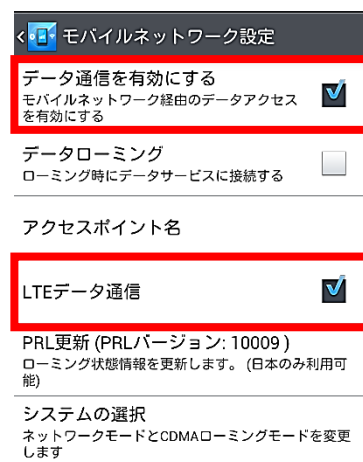 モバイルネットワーク設定
データ通信を有効にする
モバイルネットワーク経由のデータアクセス
を有効にする
データローミング
ローミング時にデータサービスに接続する
アクセスポイント名
LTEデータ通信
PRL更新 (PRLバージョン: 10009 )
ローミング状態情報を更新します。 (日本のみ利用可
能)
システムの選択
ネットワークモードとCDMAローミングモードを変更
します